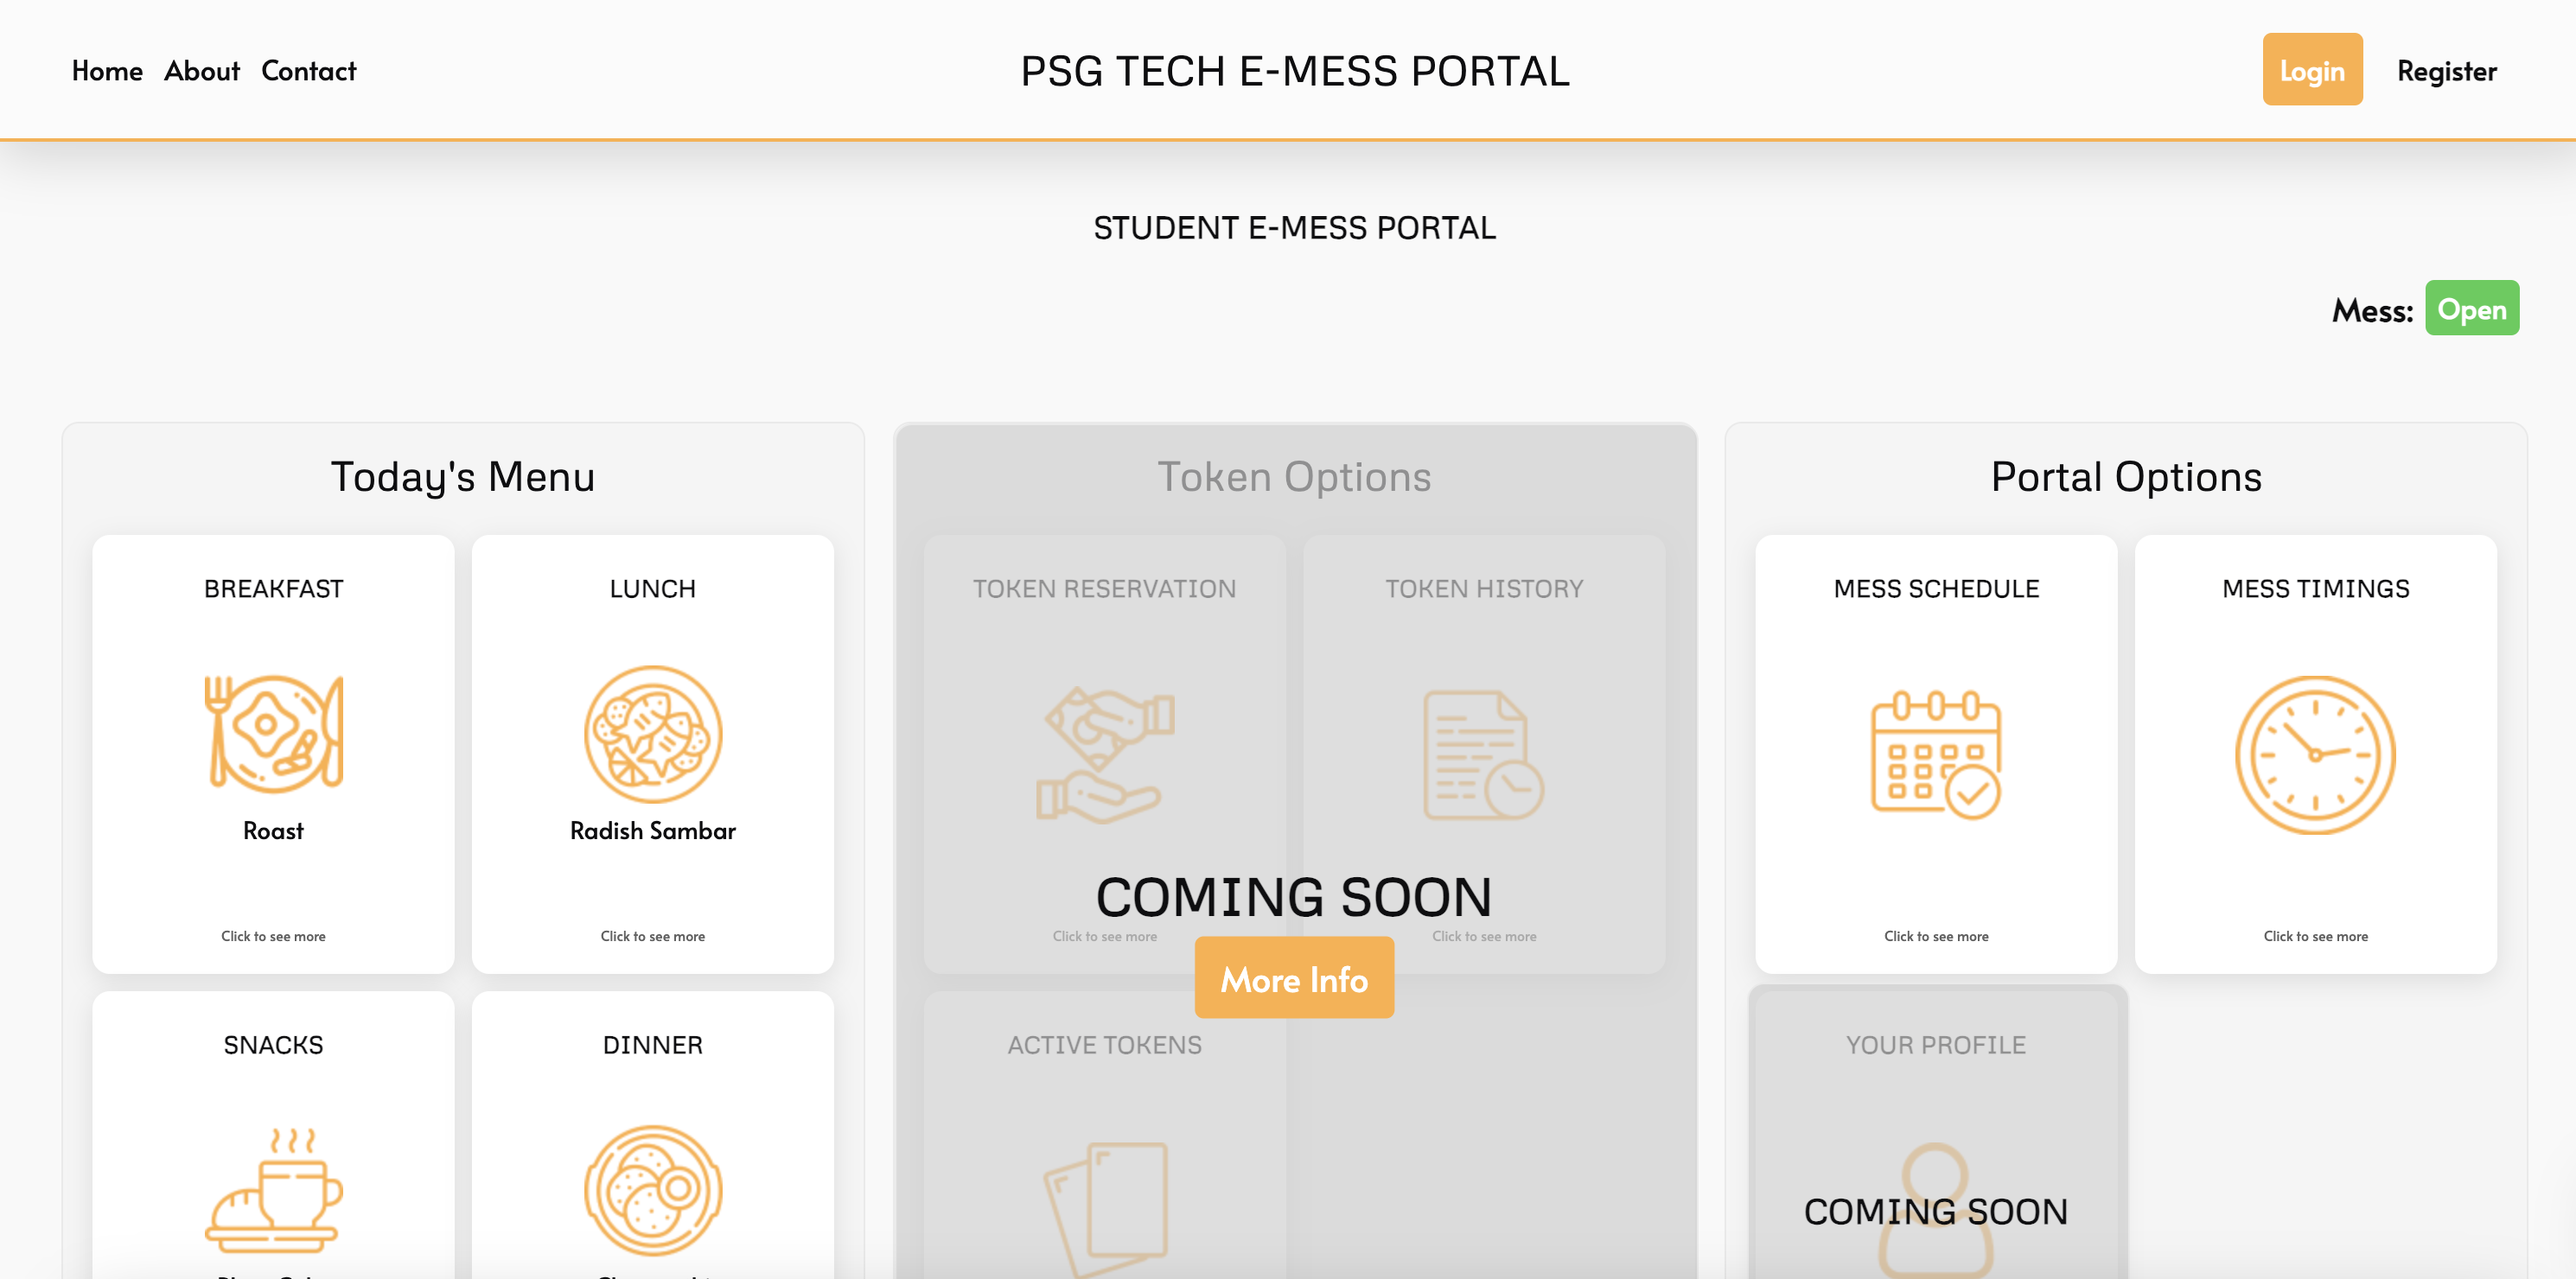 Home About Contact
PSG TECH E-MESS PORTAL
Login Register
STUDENT E-MESS PORTAL
Mess: Open
Today's Menu
BREAKFAST
Roast
Click to see more
LUNCH
Radish Sambar
Click to see more
SNACKS
DINNER
Token Options
TOKEN RESERVATION
Click to see more
TOKEN HISTORY
Click to see more
COMING SOON
More Info
ACTIVE TOKENS
Portal Options
MESS SCHEDULE
Click to see more
MESS TIMINGS
Click to see more
YOUR PROFILE
COMING SOON